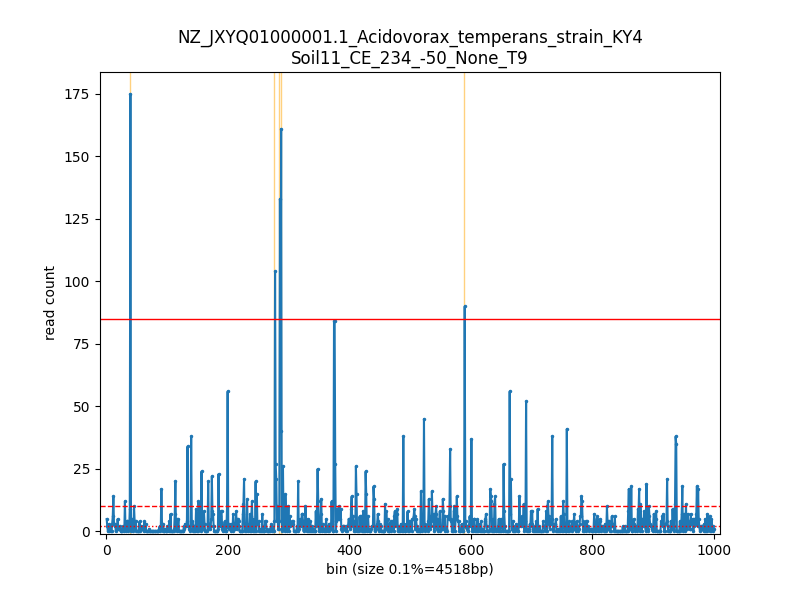 NZ_JXYQ01000001.1_Acidovorax_temperans_strain_KY4
Soil11_CE_234_-50_None_T9
175
150
125
100
75
50
25
0
read count
0 200 400 600 800 1000
bin (size 0.1%=4518bp)